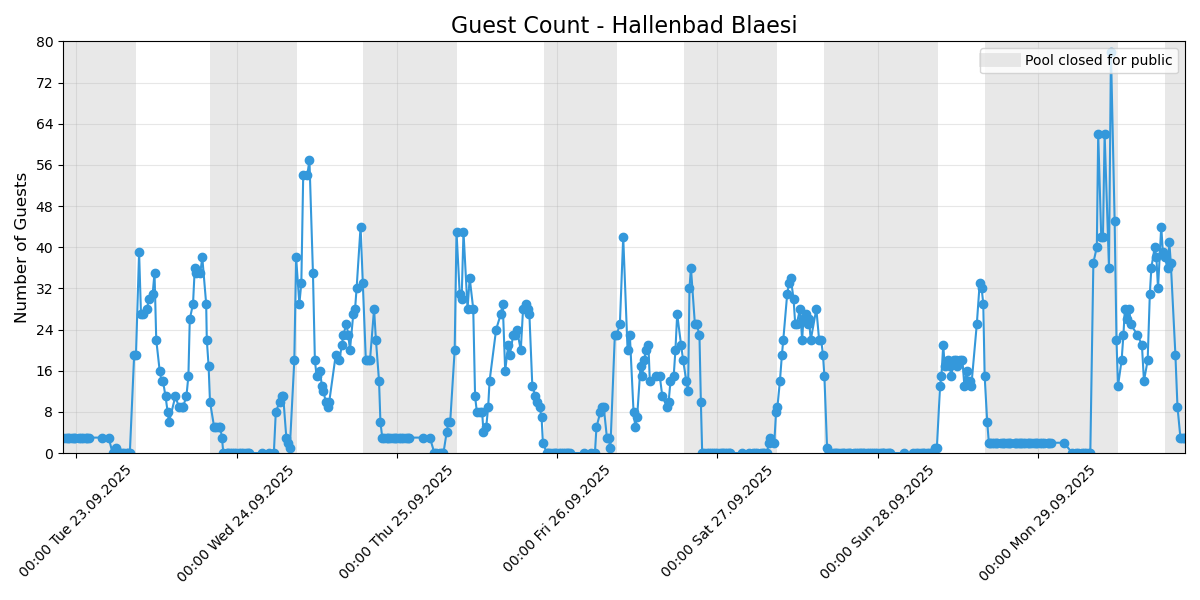 Guest Count - Hallenbad Blaesi
Pool closed for public
Number of Guests
80
72
64
56
48
40
32
24
16
8
0
00:00 Tue 23.09.2025
00:00 Wed 24.09.2025
00:00 Thu 25.09.2025
00:00 Fri 26.09.2025
00:00 Sat 27.09.2025
00:00 Sun 28.09.2025
00:00 Mon 29.09.2025